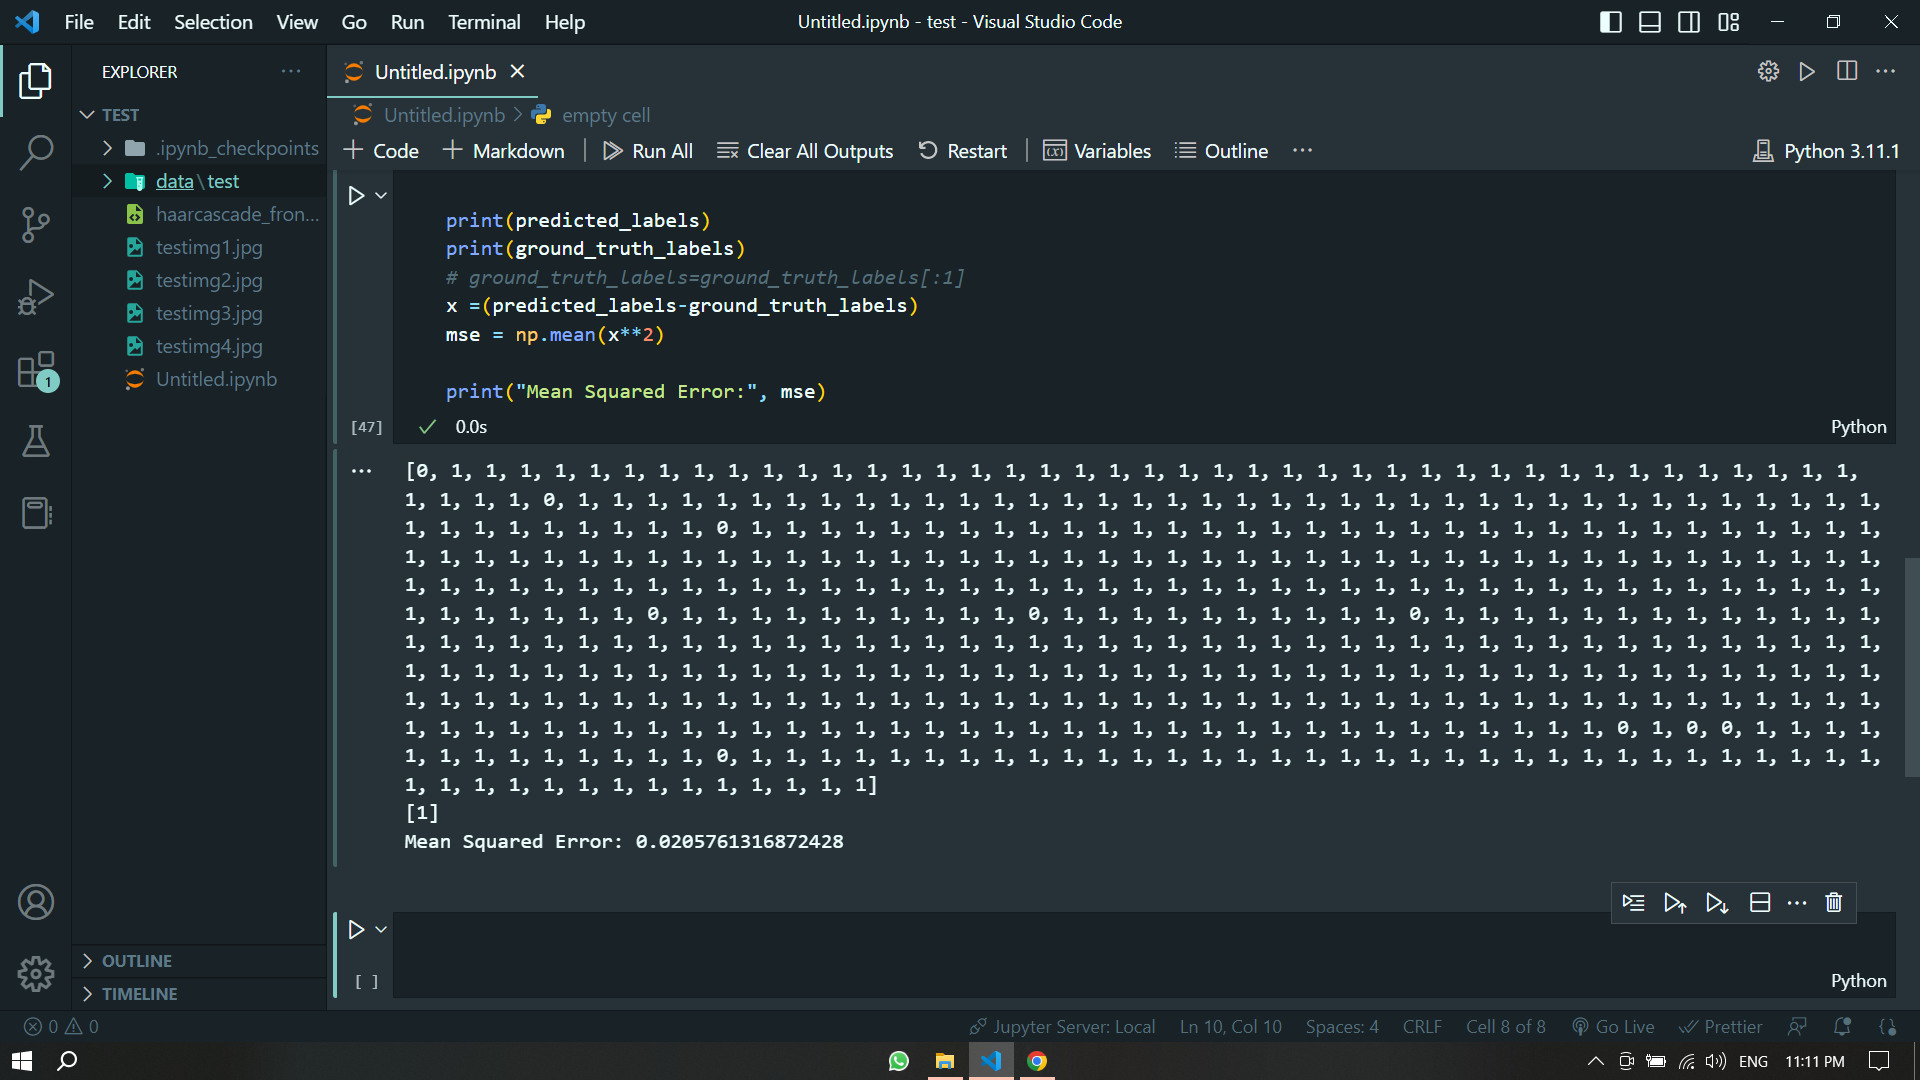 File Edit Selection View Go Run Terminal Help
Untitled.ipynb - test - Visual Studio Code
EXPLORER
TEST
.ipynb_checkpoints
data\test
haarcascade_fron...
testimg1.jpg
testimg2.jpg
testimg3.jpg
testimg4.jpg
Untitled.ipynb
1
OUTLINE
TIMELINE
Untitled.ipynb
Untitled.ipynb > empty cell
+ Code + Markdown Run All Clear All Outputs Restart Variables Outline ... Python 3.11.1
print(predicted_labels)
print(ground_truth_labels)
# ground_truth_labels=ground_truth_labels[:1]
x =(predicted_labels-ground_truth_labels)
mse = np.mean(x**2)
print("Mean Squared Error:", mse)
[47] 0.0s Python
[0, 1, 1, 1, 1, 1, 1, 1, 1, 1, 1, 1, 1, 1, 1, 1, 1, 1, 1, 1, 1, 1, 1, 1, 1, 1, 1, 1, 1, 1, 1, 1, 1, 1, 1, 1, 1, 1, 1, 1, 1, 1,
1, 1, 1, 1, 0, 1, 1, 1, 1, 1, 1, 1, 1, 1, 1, 1, 1, 1, 1, 1, 1, 1, 1, 1, 1, 1, 1, 1, 1, 1, 1, 1, 1, 1, 1, 1, 1, 1, 1, 1, 1, 1, 1,
1, 1, 1, 1, 1, 1, 1, 1, 1, 0, 1, 1, 1, 1, 1, 1, 1, 1, 1, 1, 1, 1, 1, 1, 1, 1, 1, 1, 1, 1, 1, 1, 1, 1, 1, 1, 1, 1, 1, 1, 1, 1, 1,
1, 1, 1, 1, 1, 1, 1, 1, 1, 1, 1, 1, 1, 1, 1, 1, 1, 1, 1, 1, 1, 1, 1, 1, 1, 1, 1, 1, 1, 1, 1, 1, 1, 1, 1, 1, 1, 1, 1, 1, 1, 1, 1,
1, 1, 1, 1, 1, 1, 1, 1, 1, 1, 1, 1, 1, 1, 1, 1, 1, 1, 1, 1, 1, 1, 1, 1, 1, 1, 1, 1, 1, 1, 1, 1, 1, 1, 1, 1, 1, 1, 1, 1, 1, 1, 1,
1, 1, 1, 1, 1, 1, 1, 0, 1, 1, 1, 1, 1, 1, 1, 1, 1, 1, 0, 1, 1, 1, 1, 1, 1, 1, 1, 1, 1, 0, 1, 1, 1, 1, 1, 1, 1, 1, 1, 1, 1, 1, 1,
1, 1, 1, 1, 1, 1, 1, 1, 1, 1, 1, 1, 1, 1, 1, 1, 1, 1, 1, 1, 1, 1, 1, 1, 1, 1, 1, 1, 1, 1, 1, 1, 1, 1, 1, 1, 1, 1, 1, 1, 1, 1, 1,
1, 1, 1, 1, 1, 1, 1, 1, 1, 1, 1, 1, 1, 1, 1, 1, 1, 1, 1, 1, 1, 1, 1, 1, 1, 1, 1, 1, 1, 1, 1, 1, 1, 1, 1, 1, 1, 1, 1, 1, 1, 1, 1,
1, 1, 1, 1, 1, 1, 1, 1, 1, 1, 1, 1, 1, 1, 1, 1, 1, 1, 1, 1, 1, 1, 1, 1, 1, 1, 1, 1, 1, 1, 1, 1, 1, 1, 1, 1, 1, 1, 1, 1, 1, 1, 1,
1, 1, 1, 1, 1, 1, 1, 1, 1, 1, 1, 1, 1, 1, 1, 1, 1, 1, 1, 1, 1, 1, 1, 1, 1, 1, 1, 1, 1, 1, 1, 1, 1, 1, 1, 0, 1, 0, 0, 1, 1, 1, 1,
1, 1, 1, 1, 1, 1, 1, 1, 1, 0, 1, 1, 1, 1, 1, 1, 1, 1, 1, 1, 1, 1, 1, 1, 1, 1, 1, 1, 1, 1, 1, 1, 1, 1, 1, 1, 1, 1, 1, 1, 1, 1, 1,
1, 1, 1, 1, 1, 1, 1, 1, 1, 1, 1, 1, 1, 1]
[1]
Mean Squared Error: 0.0205761316872428
[ ] Python
0 0 Jupyter Server: Local Ln 10, Col 10 Spaces: 4 CRLF Cell 8 of 8 Go Live Prettier
ENG 11:11 PM